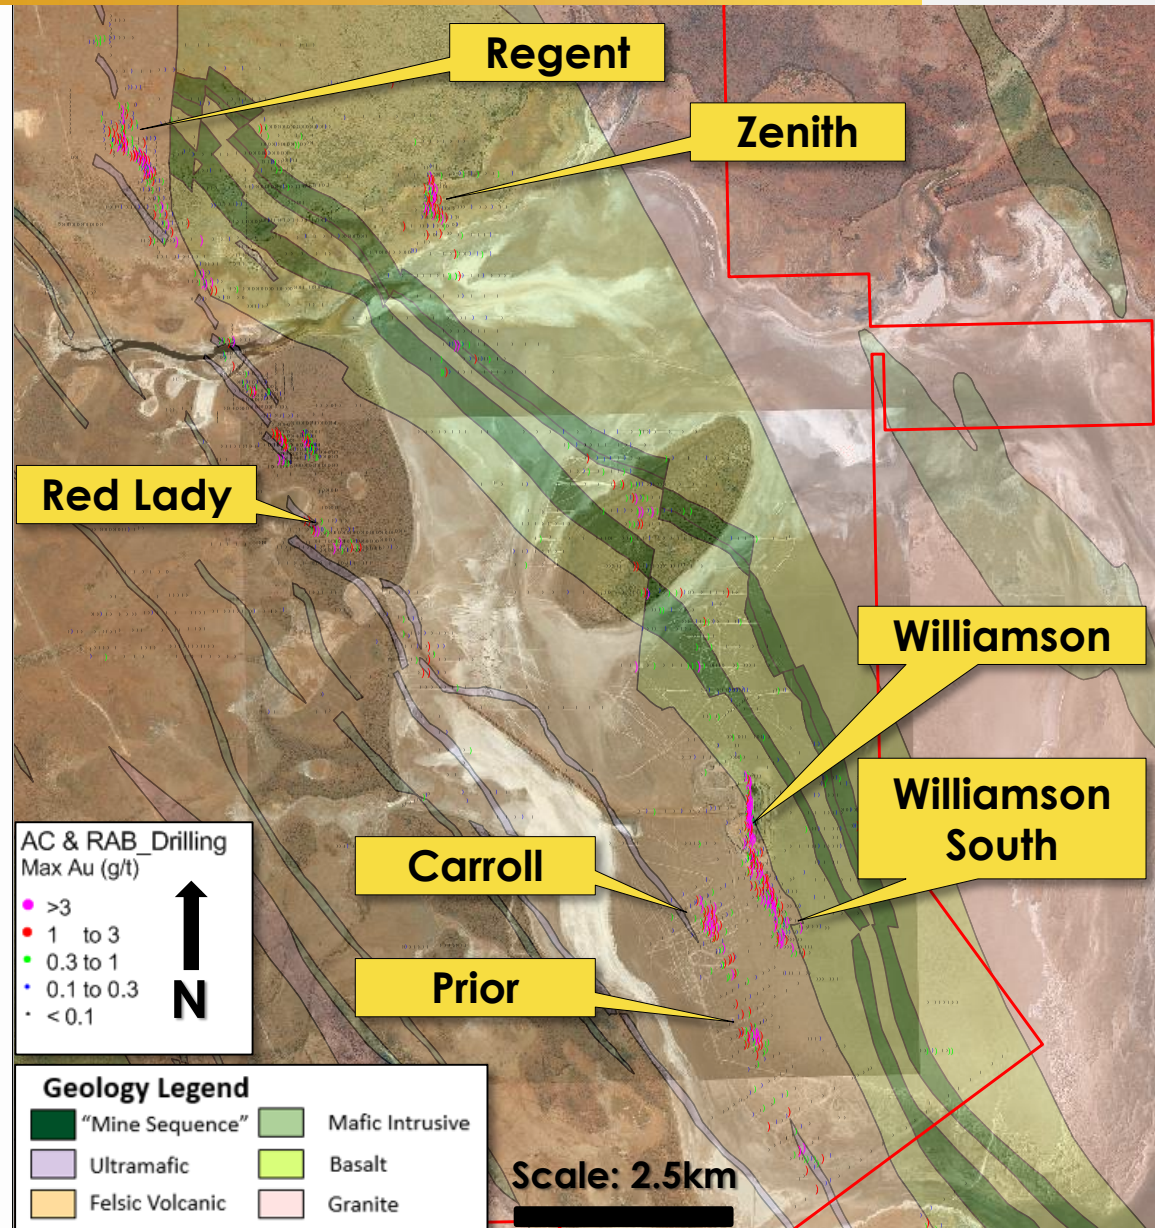 Regent
Zenith
Red Lady
Williamson
Williamson
South
Carroll
Prior
AC & RAB_Drilling
Max Au (g/t)
>3
1 to 3
0.3 to 1
0.1 to 0.3
< 0.1
N
Geology Legend
"Mine Sequence"
Mafic Intrusive
Ultramafic
Basalt
Felsic Volcanic
Granite
Scale: 2.5km